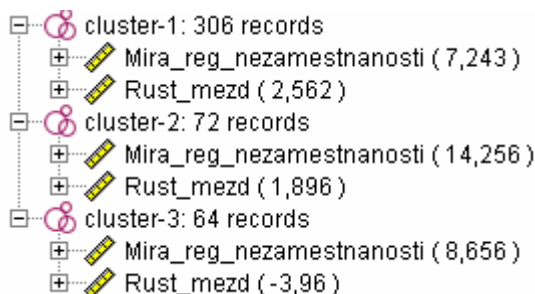 cluster-1: 306 records
Mira_reg_nezamestnanosti ( 7,243 )
Rust_mezd ( 2,562 )
cluster-2: 72 records
Mira_reg_nezamestnanosti ( 14,256 )
Rust_mezd ( 1,896 )
cluster-3: 64 records
Mira_reg_nezamestnanosti ( 8,656 )
Rust_mezd ( -3,96 )